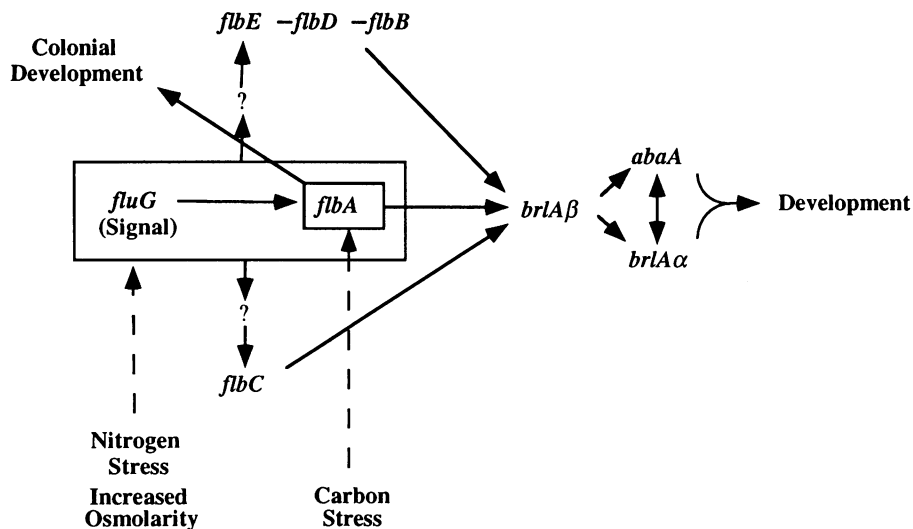 flbE –flbD –flbB
Colonial
Development
?
fluG
(Signal)
flbA
brlAβ
abaA
brlAα
Development
?
flbC
Nitrogen
Stress
Increased
Osmolarity
Carbon
Stress